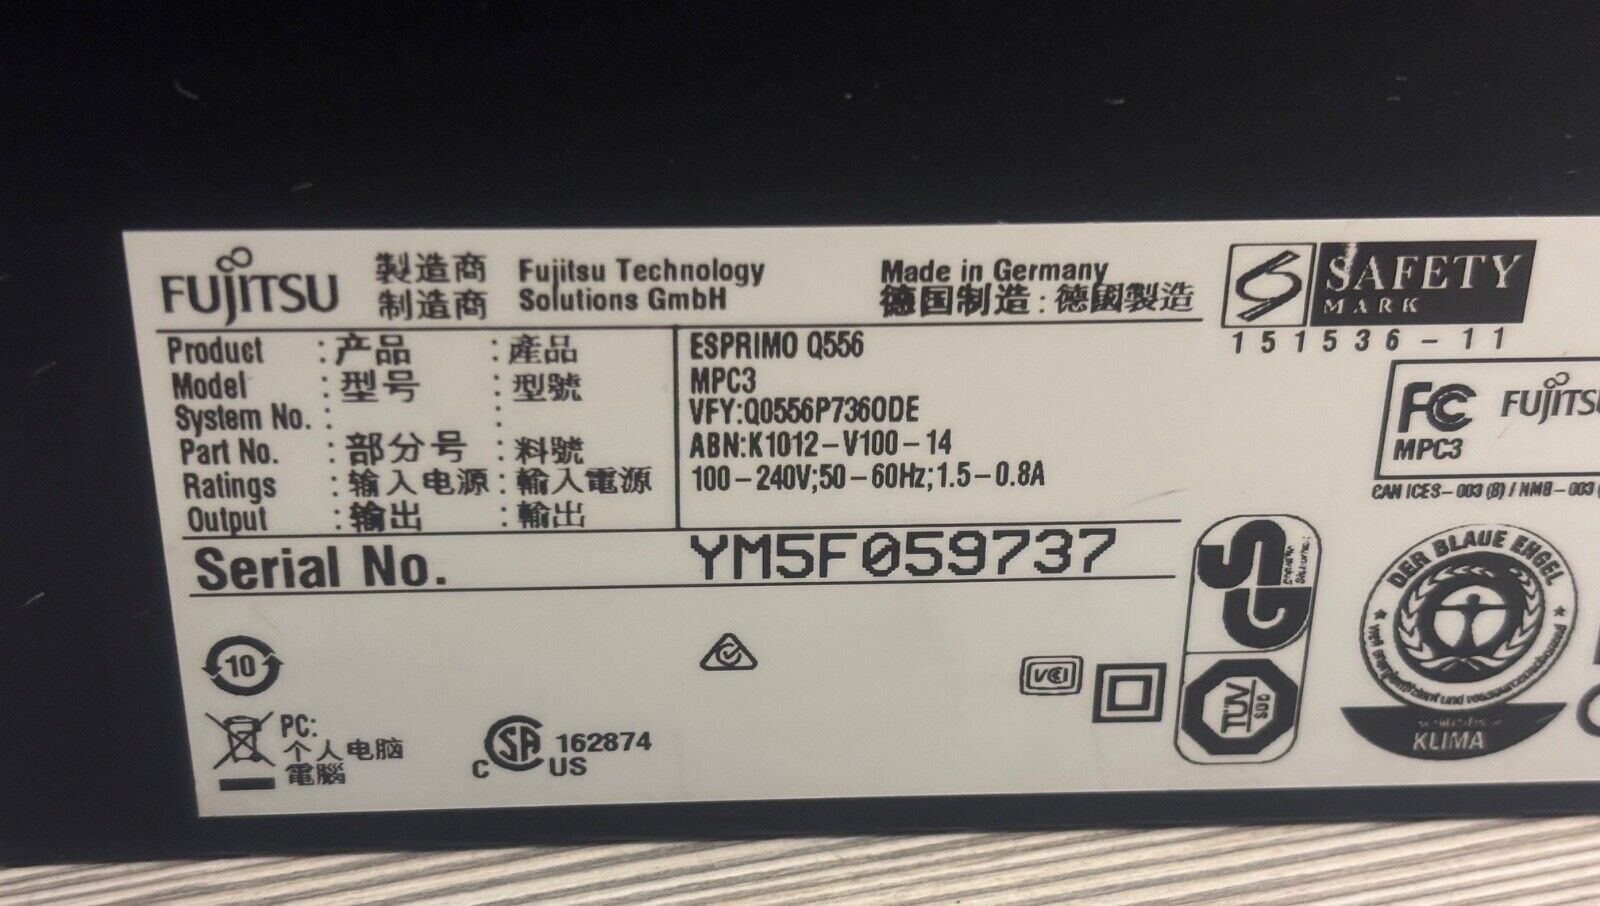 FUJITSU 製造商 Fujitsu Technology Made in Germany SAFETY
制造商 Solutions GmbH 德国制造:德國製造 MARK
151536-11
Product :产品 :產品 ESPRIMO Q556
Model :型号 :型號 MPC3
System No. : : VFY:Q0556P736ODE
Part No. :部分号 :料號 ABN:K1012-V100-14
Ratings :输入电源 :輸入電源 100-240V;50-60Hz;1.5-0.8A
Output :输出 :輸出
FC FUJITSU
MPC3
CAN ICES-003 (B) / NMB-003
Serial No. YM5F059737
DER BLAUE ENGEL
KLIMA
10
VCI
TÜV
SÜD
PC:
个人电脑
電腦
C SA US 162874